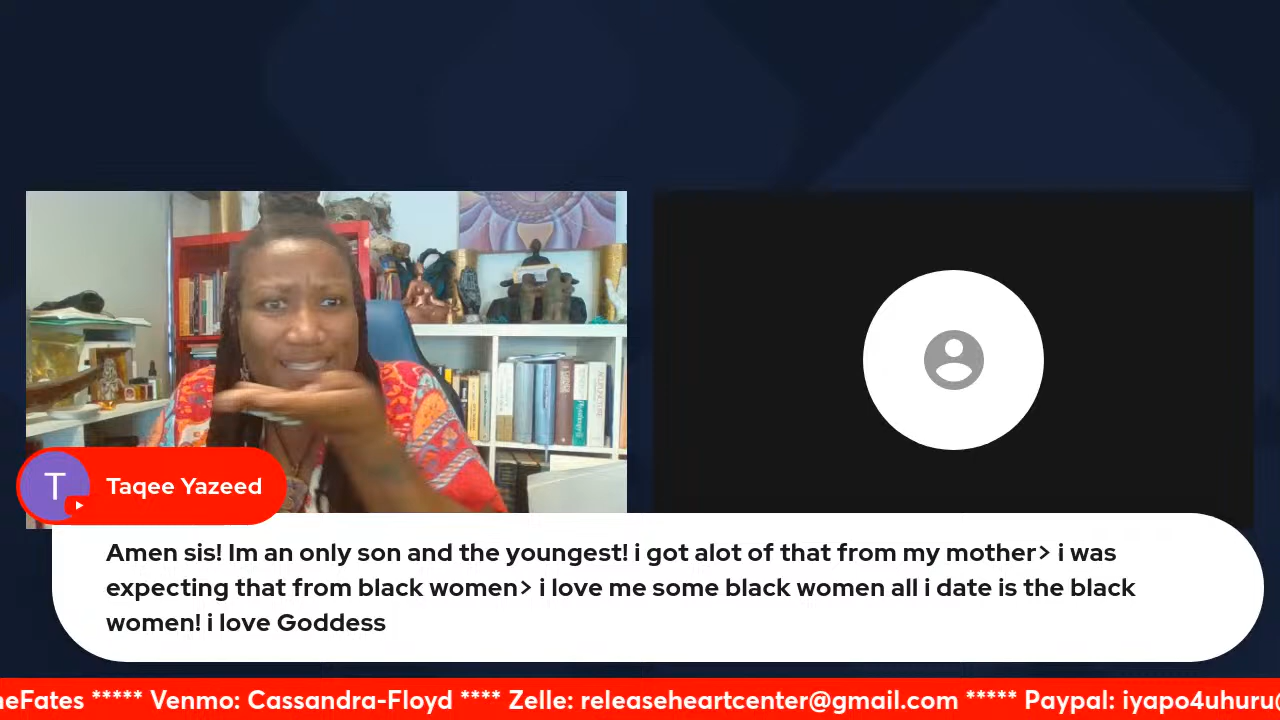 T
Taqee Yazeed
Amen sis! Im an only son and the youngest! i got alot of that from my mother> i was
expecting that from black women> i love me some black women all i date is the black
women! i love Goddess
heFates ***** Venmo: Cassandra-Floyd **** Zelle: releaseheartcenter@gmail.com ***** Paypal: iyapo4uhuru